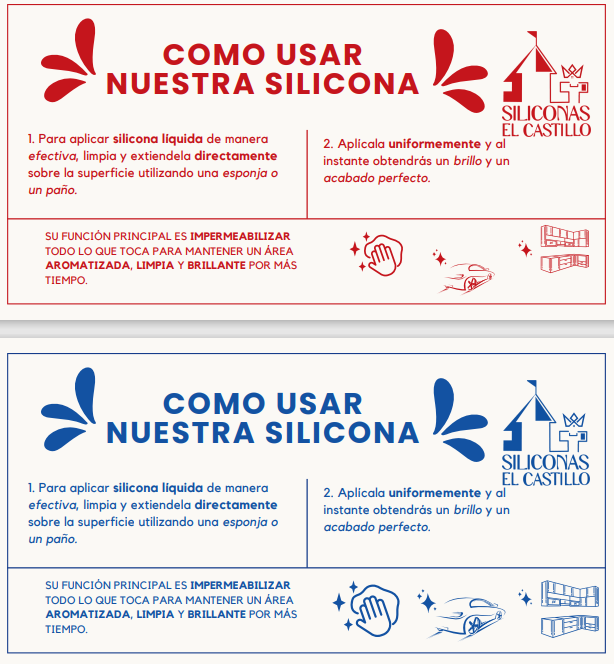 COMO USAR
NUESTRA SILICONA
SILICONAS
EL CASTILLO
1. Para aplicar silicona líquida de manera
efectiva, limpia y extiendela directamente
sobre la superficie utilizando una esponja o
un paño.
2. Aplícala uniformemente y al
instante obtendrás un brillo y un
acabado perfecto.
SU FUNCIÓN PRINCIPAL ES IMPERMEABILIZAR
TODO LO QUE TOCA PARA MANTENER UN ÁREA
AROMATIZADA, LIMPIA Y BRILLANTE POR MÁS
TIEMPO.
COMO USAR
NUESTRA SILICONA
SILICONAS
EL CASTILLO
1. Para aplicar silicona líquida de manera
efectiva, limpia y extiendela directamente
sobre la superficie utilizando una esponja o
un paño.
2. Aplícala uniformemente y al
instante obtendrás un brillo y un
acabado perfecto.
SU FUNCIÓN PRINCIPAL ES IMPERMEABILIZAR
TODO LO QUE TOCA PARA MANTENER UN ÁREA
AROMATIZADA, LIMPIA Y BRILLANTE POR MÁS
TIEMPO.